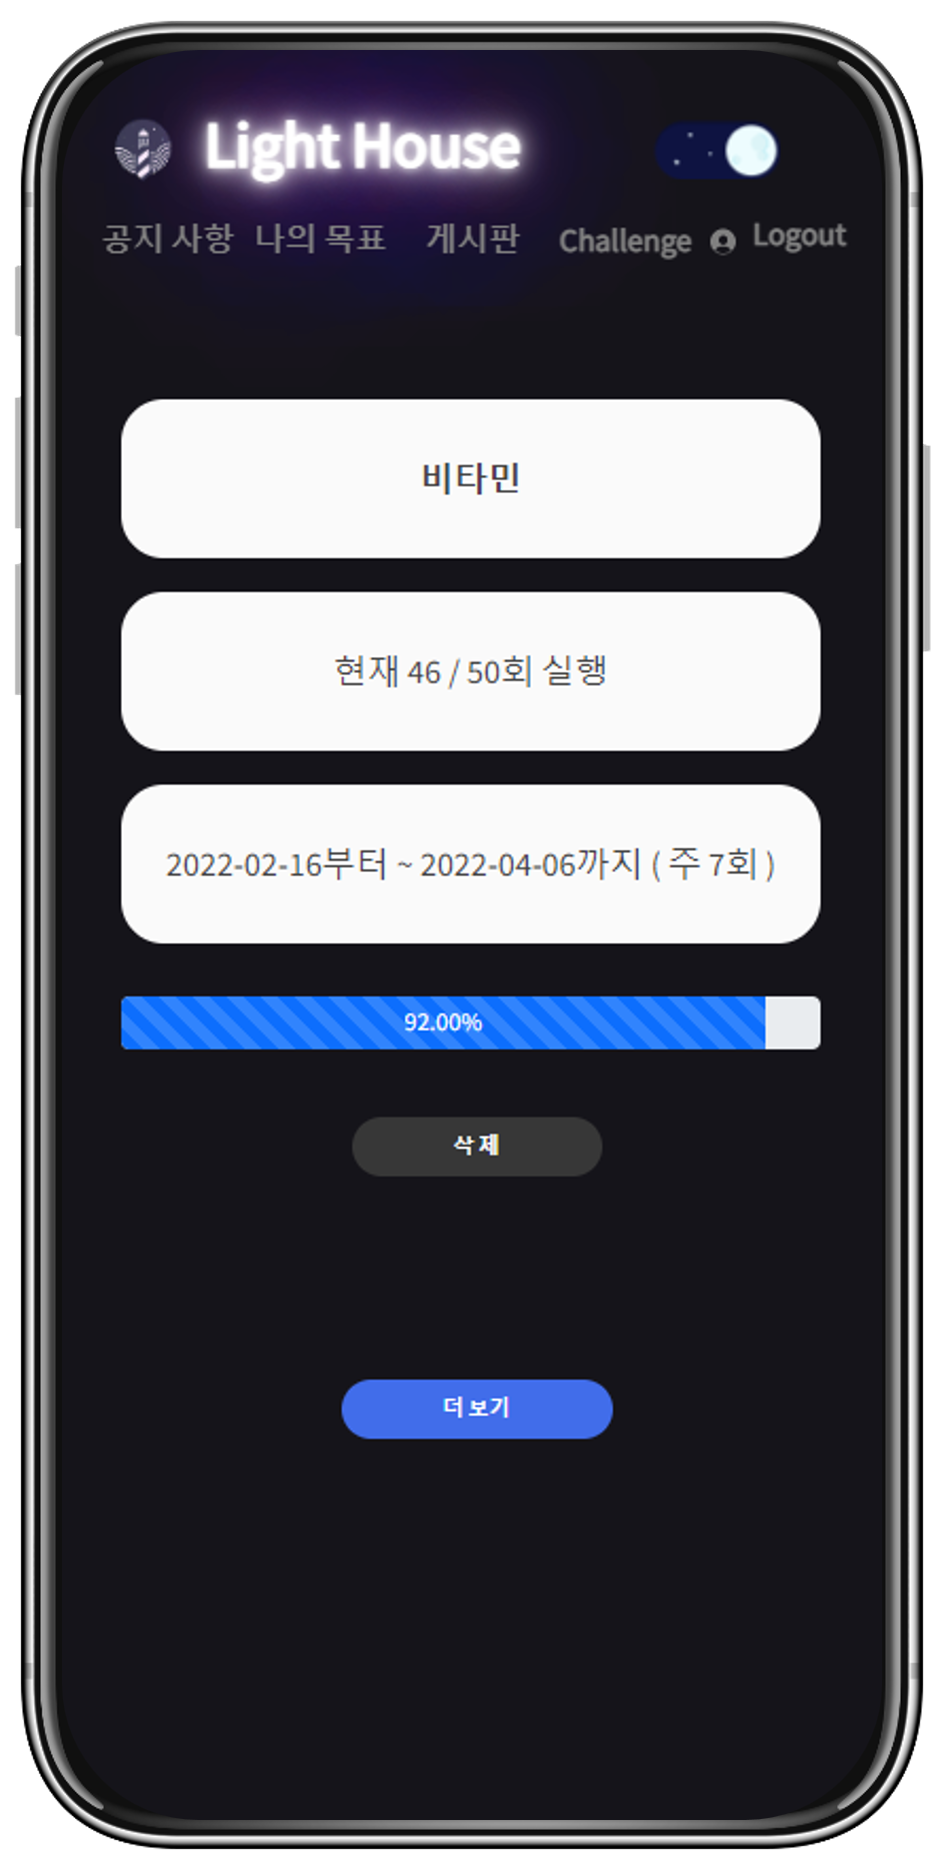 Light House
공지 사항 나의 목표 게시판 Challenge Logout
비타민
현재 46 / 50회 실행
2022-02-16부터 ~ 2022-04-06까지 ( 주 7회 )
92.00%
삭제
더보기